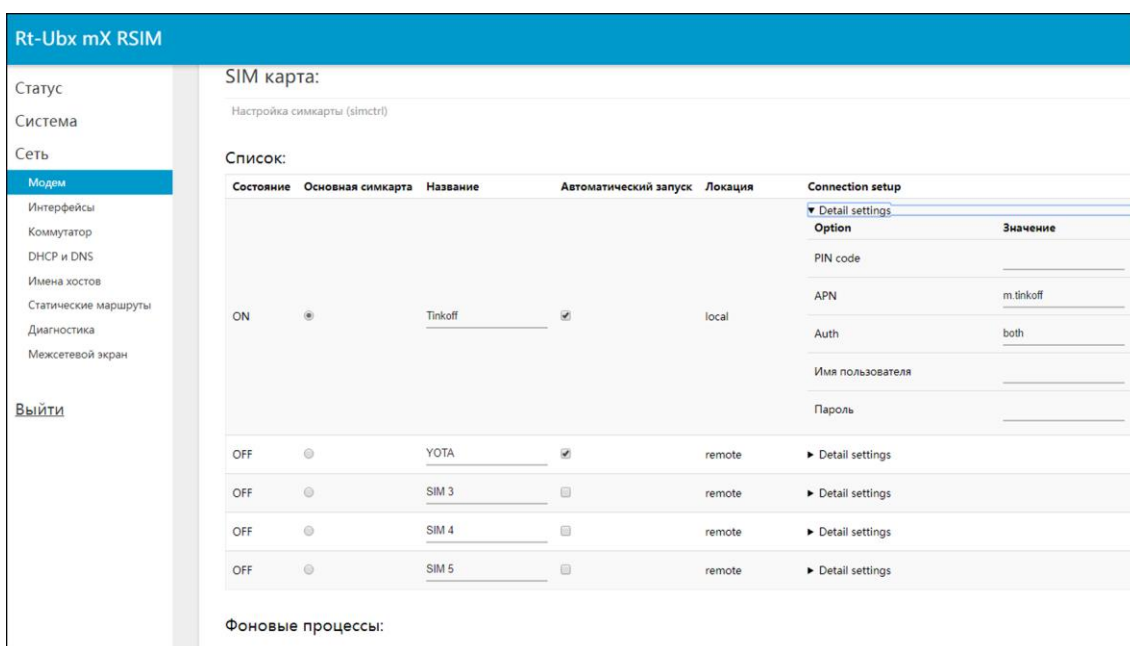 Rt-Ubx mX RSIM
Статус
Система
Сеть
Модем
Интерфейсы
Коммутатор
DHCP и DNS
Имена хостов
Статические маршруты
Диагностика
Межсетевой экран
Выйти
SIM карта:
Настройка симкарты (simctrl)
Список:
Состояние Основная симкарта Название Автоматический запуск Локация Connection setup
▼ Detail settings
Option Значение
PIN code
APN m.tinkoff
ON Tinkoff local
Auth both
Имя пользователя
Пароль
OFF YOTA remote ► Detail settings
OFF SIM 3 remote ► Detail settings
OFF SIM 4 remote ► Detail settings
OFF SIM 5 remote ► Detail settings
Фоновые процессы: